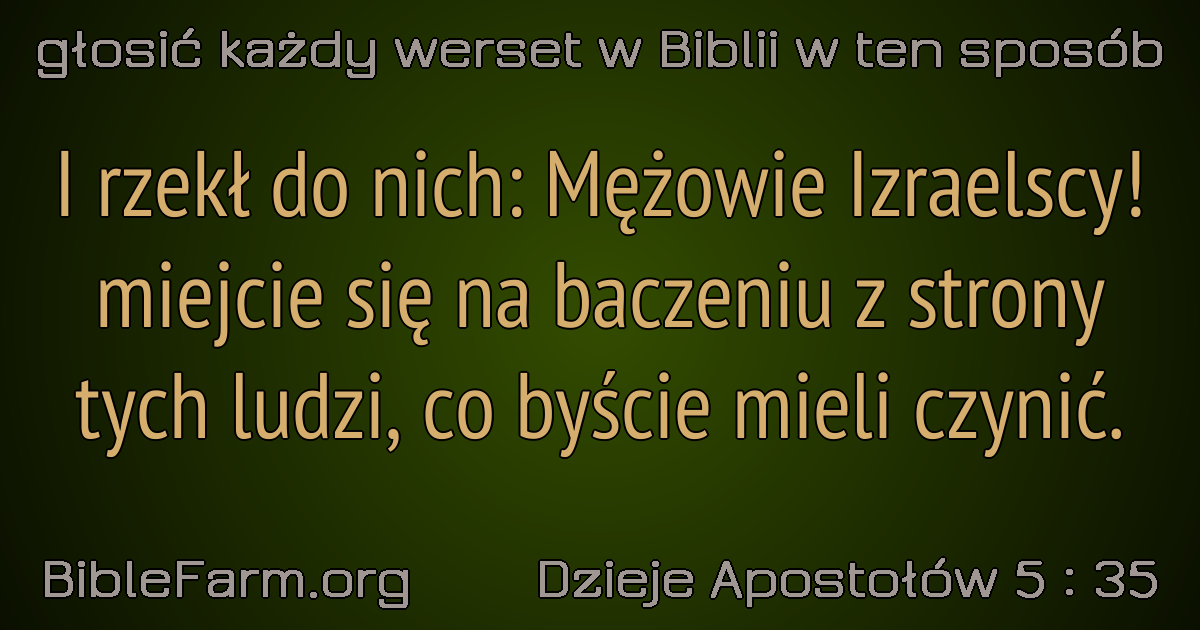 głosić każdy werset w Biblii w ten sposób
I rzekł do nich: Mężowie Izraelscy!
miejcie się na baczeniu z strony
tych ludzi, co byście mieli czynić.
BibleFarm.org
Dzieje Apostołów 5 : 35